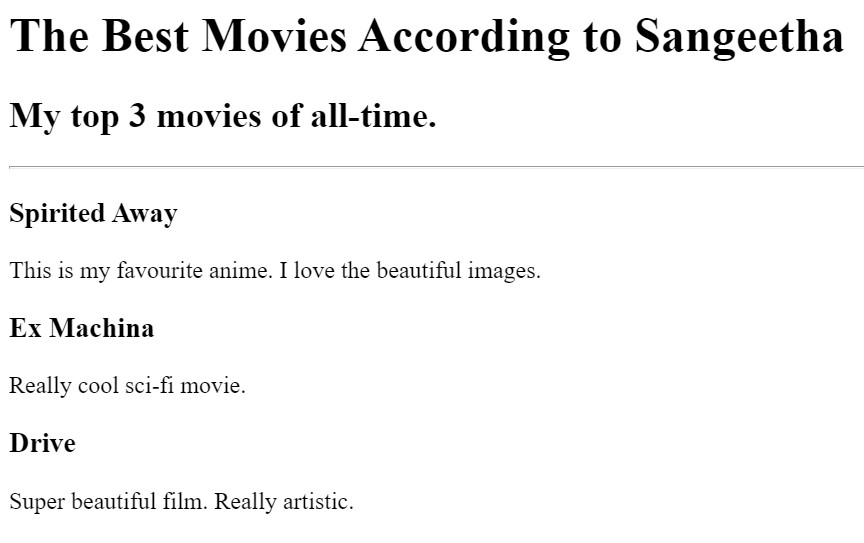 The Best Movies According to Sangeetha
My top 3 movies of all-time.
Spirited Away
This is my favourite anime. I love the beautiful images.
Ex Machina
Really cool sci-fi movie.
Drive
Super beautiful film. Really artistic.